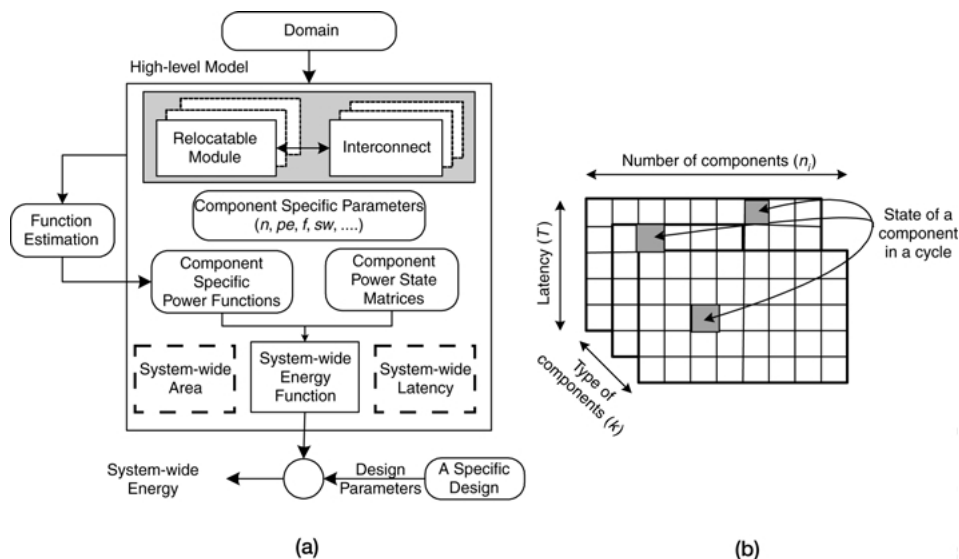 Domain
High-level Model
Relocatable
Module
Interconnect
Component Specific Parameters
(n, pe, f, sw, ....)
Function
Estimation
Component
Specific
Power Functions
Component
Power State
Matrices
System-wide
Area
System-wide
Energy
Function
System-wide
Latency
System-wide
Energy
Design
Parameters
A Specific
Design
(a)
Number of components (ni)
Latency (T)
Type of
components (k)
State of a
component
in a cycle
(b)